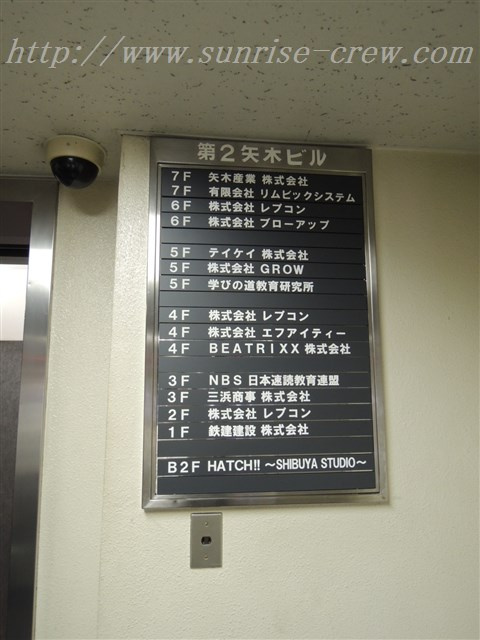 http://www.sunrise-crew.com
第2矢木ビル
7F 矢木産業 株式会社
7F 有限会社 リムビックシステム
6F 株式会社 レブコン
6F 株式会社 ブローアップ
5F テイケイ 株式会社
5F 株式会社 GROW
5F 学びの道教育研究所
4F 株式会社 レブコン
4F 株式会社 エフアイティー
4F BEATRIXX 株式会社
3F NBS 日本速読教育連盟
3F 三浜商事 株式会社
2F 株式会社 レブコン
1F 鉄建建設 株式会社
B2F HATCH!! ～SHIBUYA STUDIO～